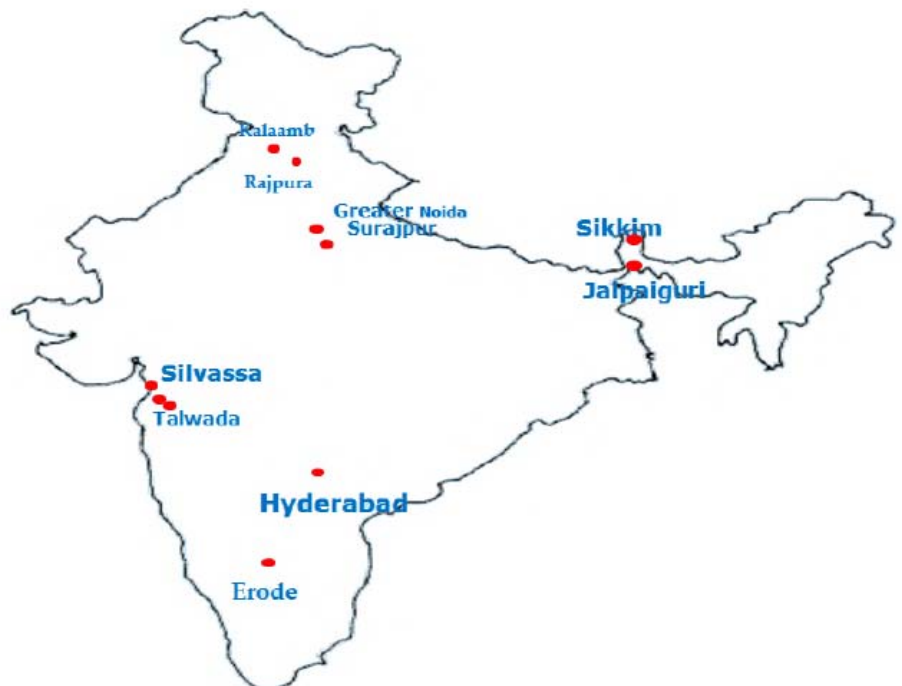 Ralaamb
Rajpura
Greater Noida
Surajpur
Sikkim
Jalpaiguri
Silvassa
Talwada
Hyderabad
Erode